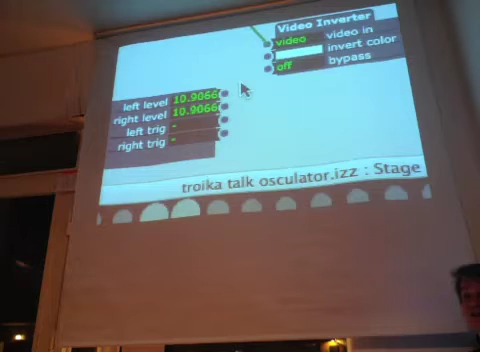 Video Inverter
video video in
invert color
off bypass
left level 10.9066
right level 10.9066
left trig -
right trig -
troika talk osculator.izz : Stage